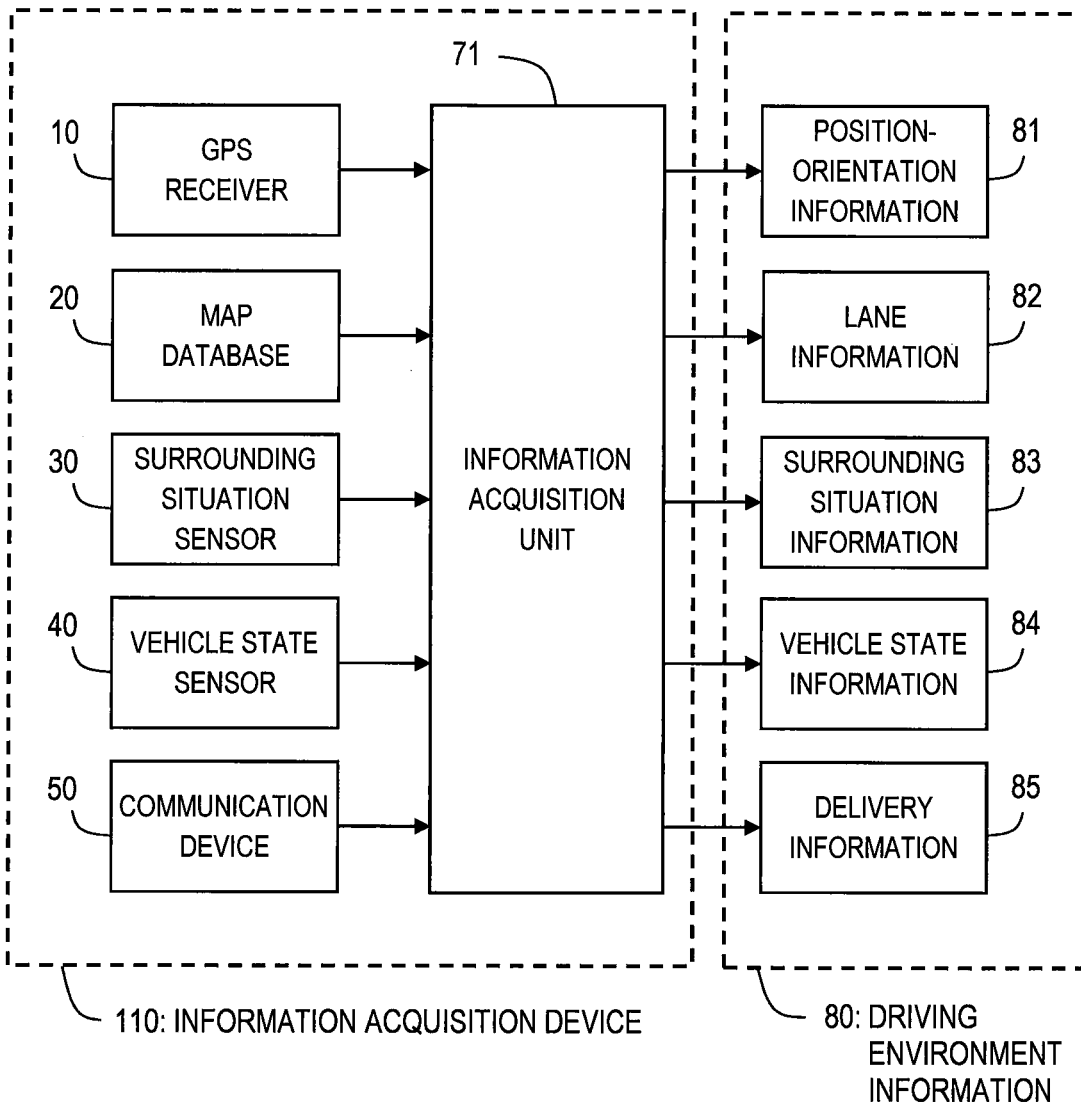 71
10
GPS
RECEIVER
POSITION-
ORIENTATION
INFORMATION
81
20
MAP
DATABASE
LANE
INFORMATION
82
30
SURROUNDING
SITUATION
SENSOR
INFORMATION
ACQUISITION
UNIT
SURROUNDING
SITUATION
INFORMATION
83
40
VEHICLE STATE
SENSOR
VEHICLE STATE
INFORMATION
84
50
COMMUNICATION
DEVICE
DELIVERY
INFORMATION
85
110: INFORMATION ACQUISITION DEVICE
80: DRIVING
ENVIRONMENT
INFORMATION